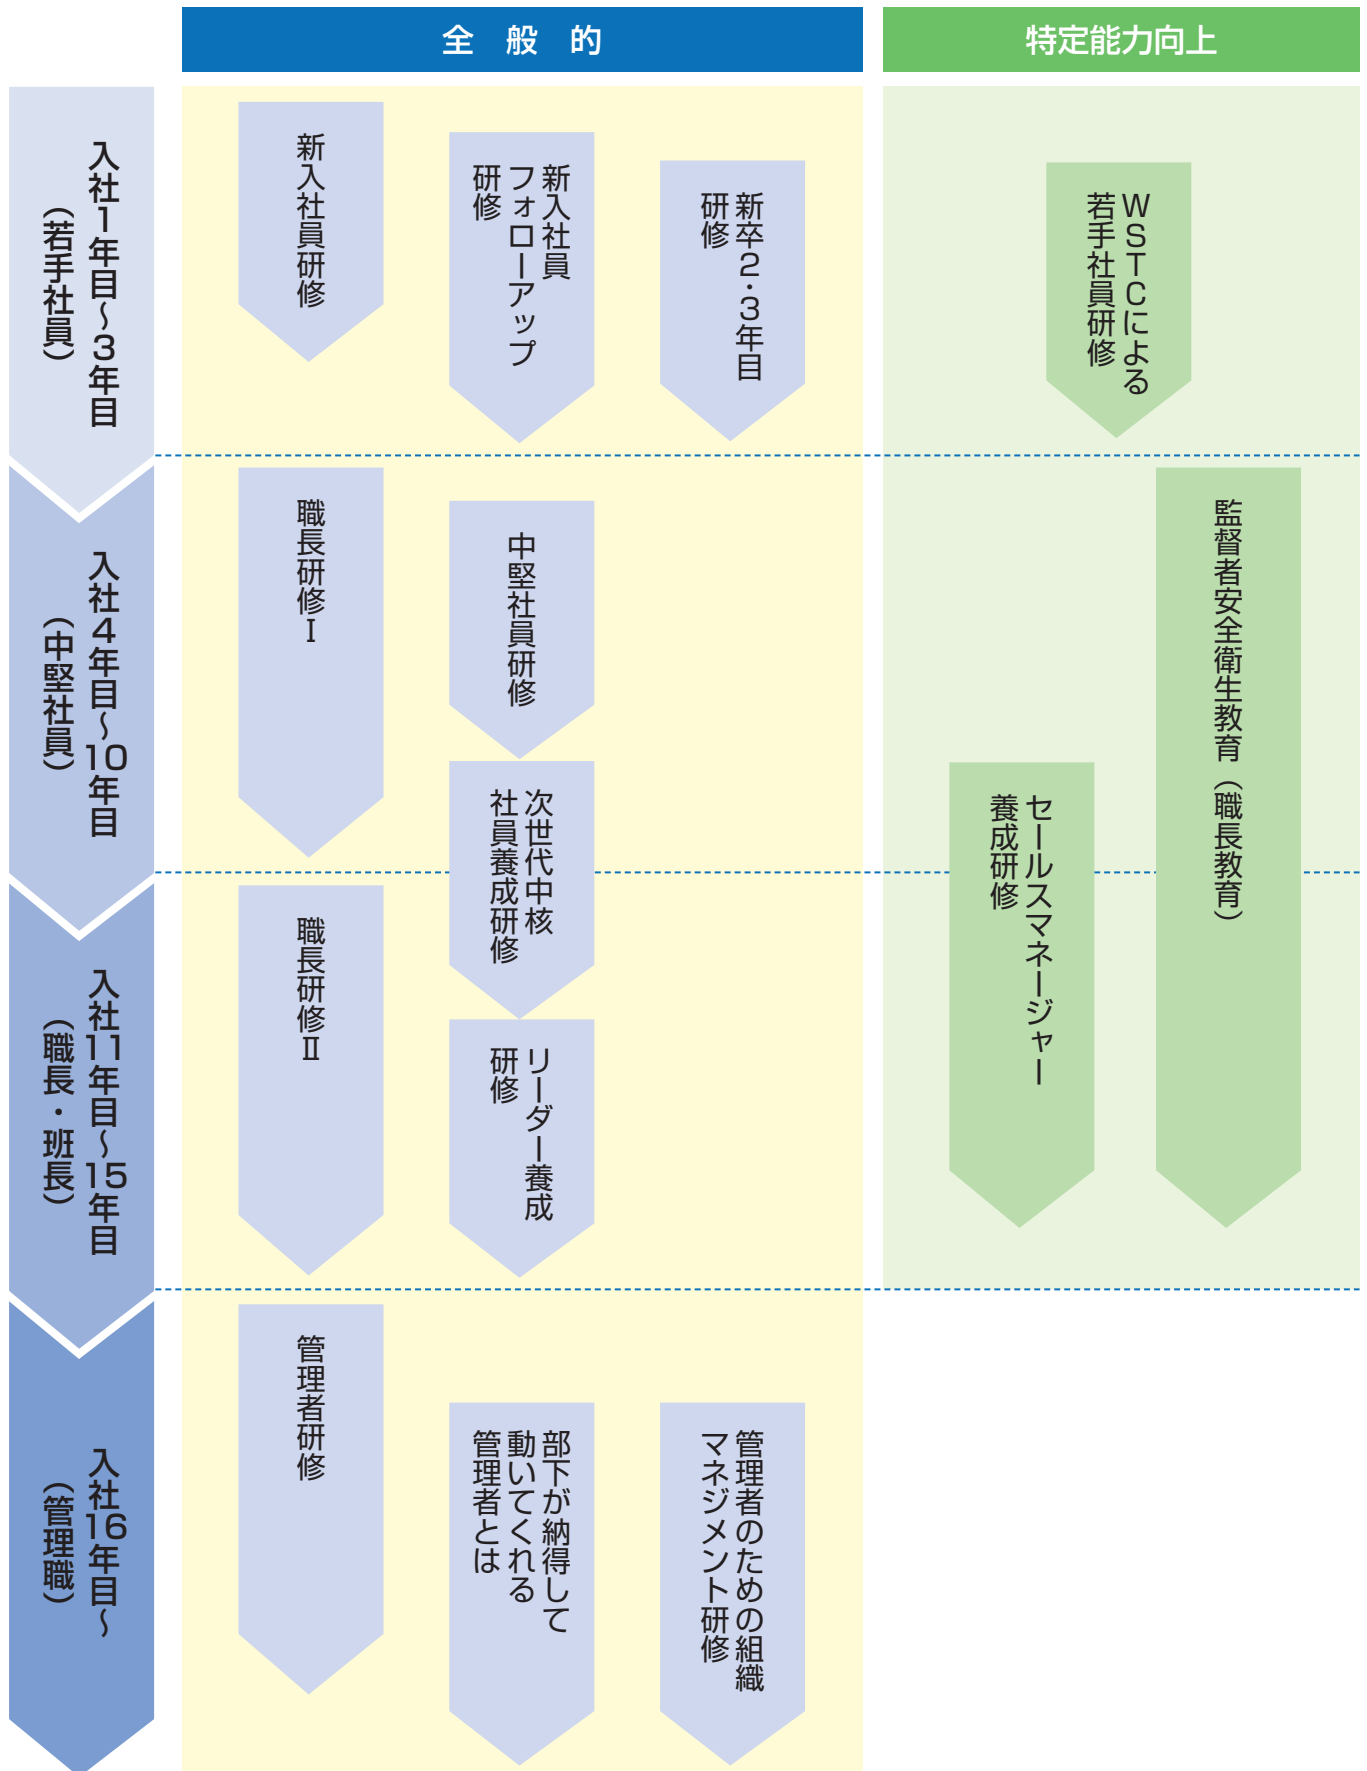 全般的
特定能力向上
入社1年目〜3年目
（若手社員）
新入社員研修
新入社員
フォローアップ
研修
新卒2・3年目
研修
WSTCによる
若手社員研修
入社4年目〜10年目
（中堅社員）
職長研修Ⅰ
中堅社員研修
次世代中核
社員養成研修
セールスマネージャー
養成研修
監督者安全衛生教育（職長教育）
入社11年目〜15年目
（職長・班長）
職長研修Ⅱ
リーダー養成
研修
入社16年目〜
（管理職）
管理者研修
部下が納得して
動いてくれる
管理者とは
管理者のための組織
マネジメント研修